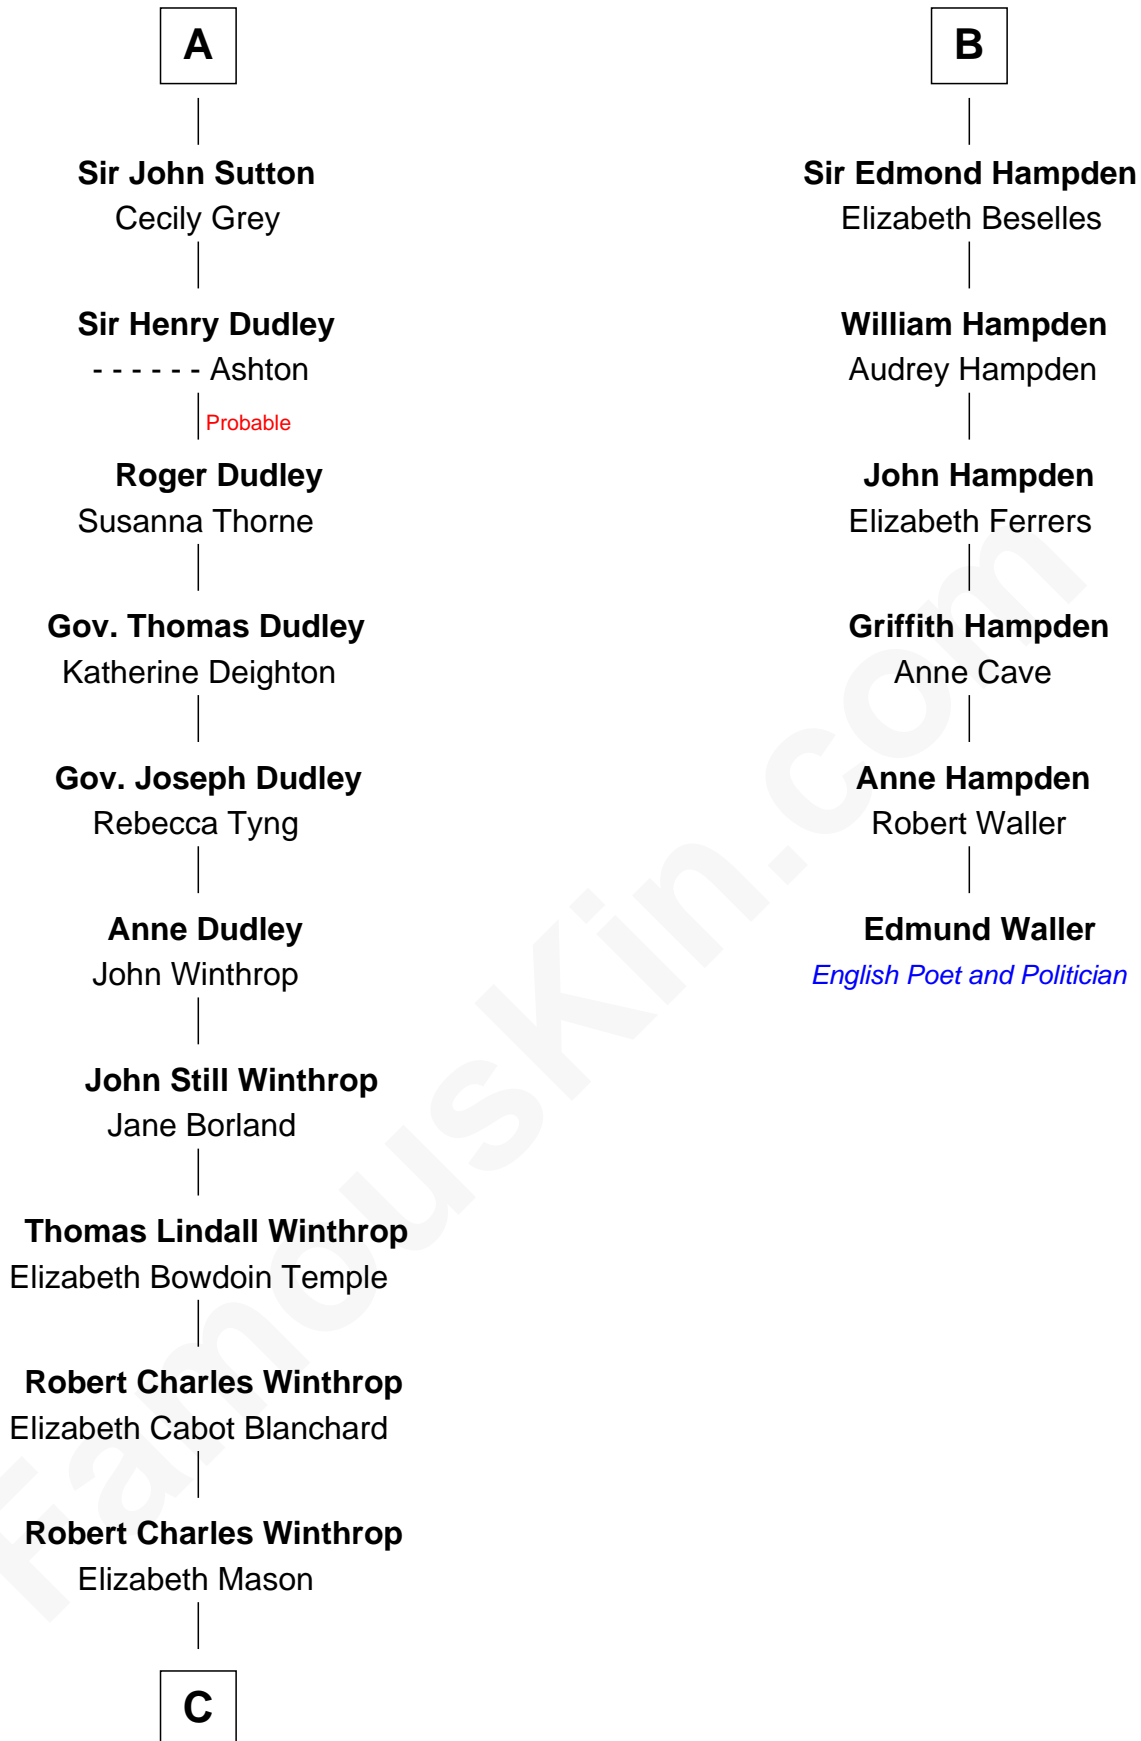 A
Sir John Sutton
Cecily Grey
Sir Henry Dudley
- - - - - - Ashton
Probable
Roger Dudley
Susanna Thorne
Gov. Thomas Dudley
Katherine Deighton
Gov. Joseph Dudley
Rebecca Tyng
Anne Dudley
John Winthrop
John Still Winthrop
Jane Borland
Thomas Lindall Winthrop
Elizabeth Bowdoin Temple
Robert Charles Winthrop
Elizabeth Cabot Blanchard
Robert Charles Winthrop
Elizabeth Mason
C
B
Sir Edmond Hampden
Elizabeth Beselles
William Hampden
Audrey Hampden
John Hampden
Elizabeth Ferrers
Griffith Hampden
Anne Cave
Anne Hampden
Robert Waller
Edmund Waller
English Poet and Politician
FamousKin.com